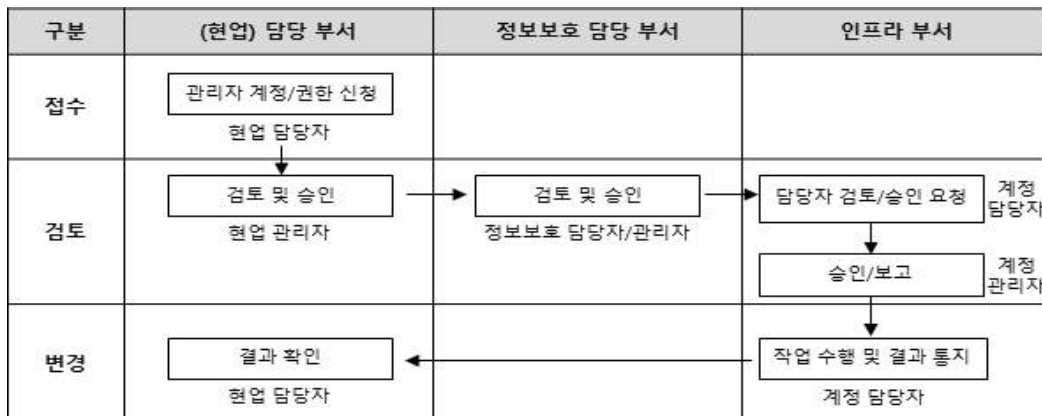 구분
(현업) 담당 부서
정보보호 담당 부서
인프라 부서
접수
관리자 계정/권한 신청
현업 담당자
검토
검토 및 승인
현업 관리자
검토 및 승인
정보보호 담당자/관리자
담당자 검토/승인 요청
계정
담당자
승인/보고
계정
관리자
변경
결과 확인
현업 담당자
작업 수행 및 결과 통지
계정 담당자